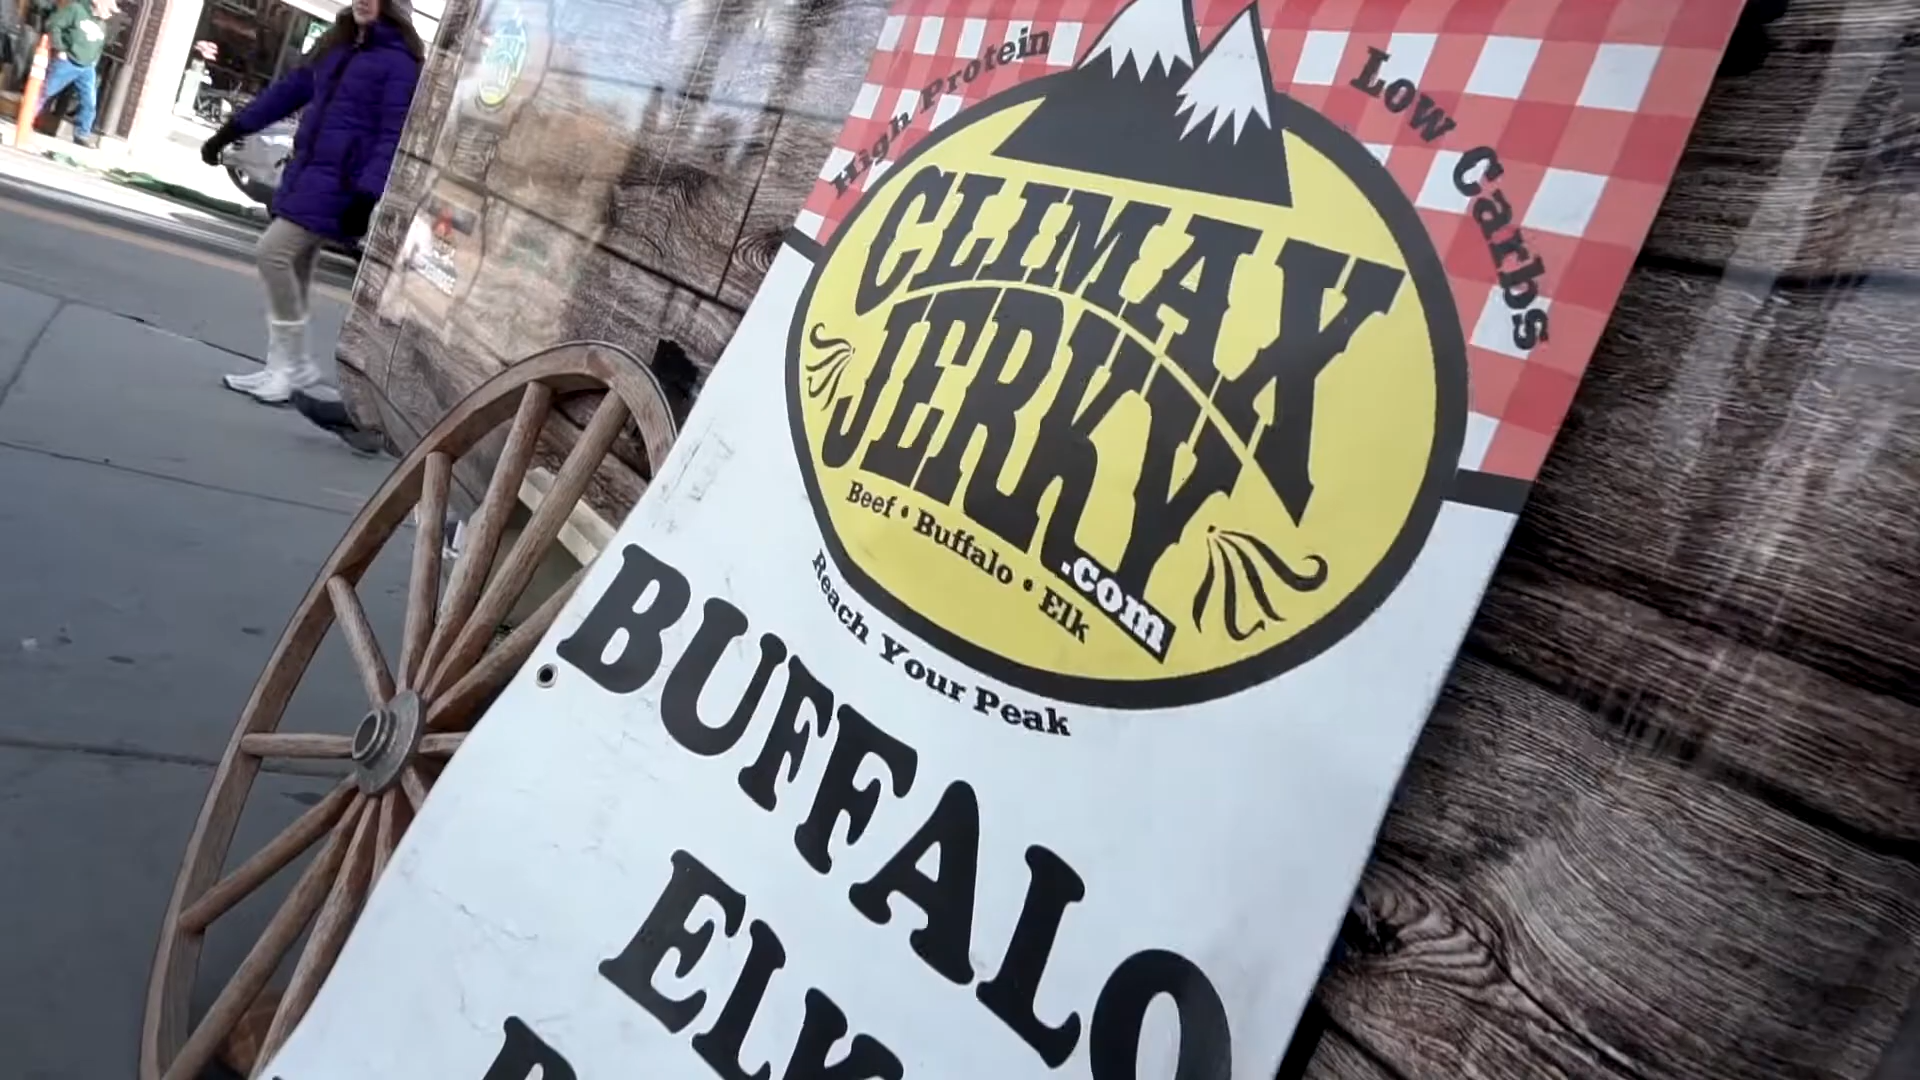 High Protein
Low Carbs
CLIMAX
JERKY
.com
Beef • Buffalo • Elk
Reach Your Peak
BUFFALO
ELK